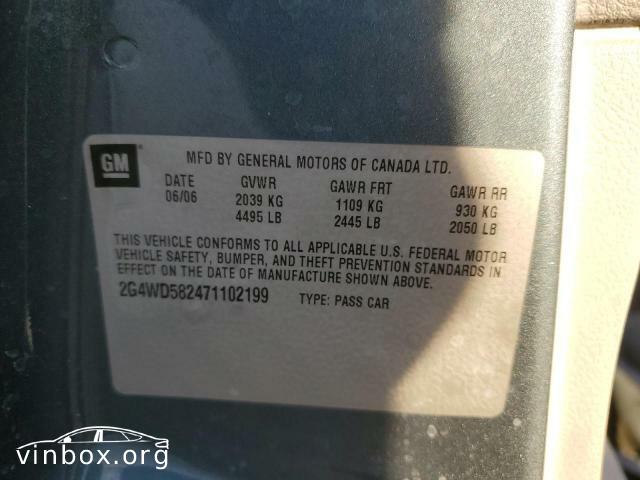 GM
MFD BY GENERAL MOTORS OF CANADA LTD.
DATE GVWR GAWR FRT GAWR RR
06/06 2039 KG 1109 KG 930 KG
4495 LB 2445 LB 2050 LB
THIS VEHICLE CONFORMS TO ALL APPLICABLE U.S. FEDERAL MOTOR
VEHICLE SAFETY, BUMPER, AND THEFT PREVENTION STANDARDS IN
EFFECT ON THE DATE OF MANUFACTURE SHOWN ABOVE.
2G4WD582471102199 TYPE: PASS CAR
vinbox.org